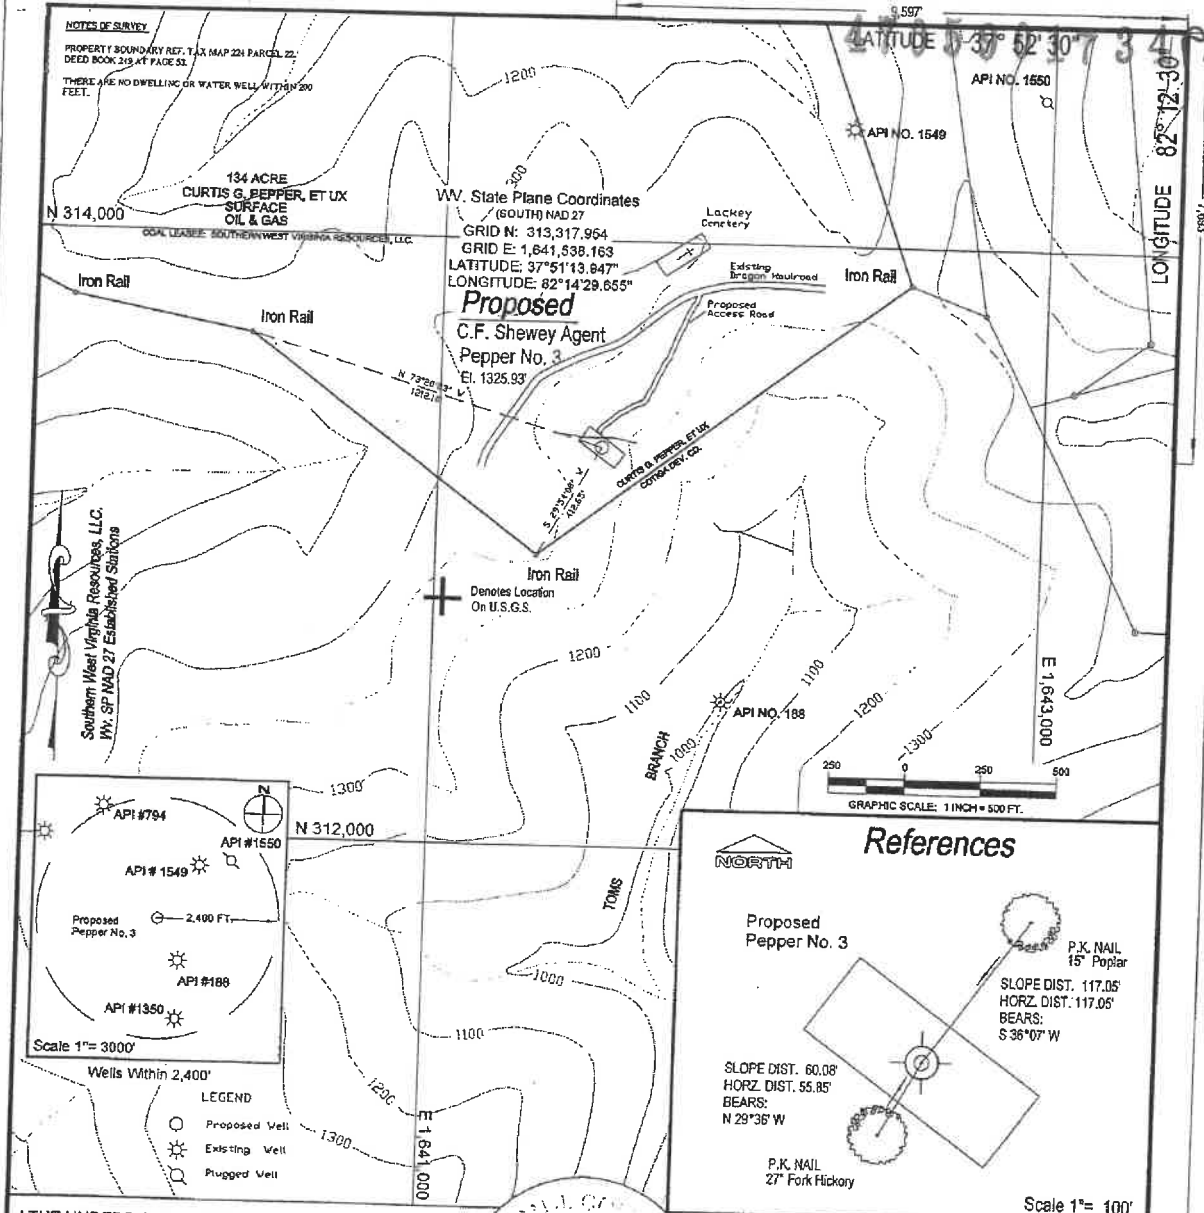 9,597'
LATITUDE 37° 52' 30"
LONGITUDE 82° 12' 30"
NOTES OF SURVEY
PROPERTY BOUNDARY REF. TAX MAP 224 PARCEL 22.
DEED BOOK 219 AT PAGE 53.
THERE ARE NO DWELLING OR WATER WELL WITHIN 200
FEET.
1200
API NO. 1550
API NO. 1549
134 ACRE
CURTIS G. PEPPER, ET UX
SURFACE
OIL & GAS
COAL LEASEE: SOUTHERN WEST VIRGINIA RESOURCES, LLC.
N 314,000
300
WV. State Plane Coordinates
(SOUTH) NAD 27
GRID N: 313,317.954
GRID E: 1,641,538.163
LATITUDE: 37°51'13.947"
LONGITUDE: 82°14'29.655"
Proposed
C.F. Shewey Agent
Pepper No. 3
El. 1325.93'
Lackey
Cemetery
Existing
Dragon Haulroad
Proposed
Access Road
Iron Rail
Iron Rail
Iron Rail
CURTIS G. PEPPER, ET UX
COTIGA DEV. CO.
Iron Rail
Denotes Location
On U.S.G.S.
Southern West Virginia Resources, LLC.
WV. SP NAD 27 Established Stations
1200
1100
1100
1200
API NO. 188
1300
TOMS BRANCH
1000
E 1,643,000
250 0 250 500
GRAPHIC SCALE: 1 INCH = 500 FT.
1300
N 312,000
N
API #794
API #1550
API # 1549
Proposed
Pepper No. 3
2,400 FT.
API #188
API #1350
Scale 1"= 3000'
Wells Within 2,400'
LEGEND
Proposed Well
Existing Well
Plugged Well
1000
1100
1200
1300
E 1,641,000
References
NORTH
Proposed
Pepper No. 3
P.K. NAIL
15" Poplar
SLOPE DIST. 117.05'
HORZ. DIST. 117.05'
BEARS:
S 36°07' W
SLOPE DIST. 60.08'
HORZ. DIST. 55.85'
BEARS:
N 29°36' W
P.K. NAIL
27" Fork Hickory
Scale 1"= 100'